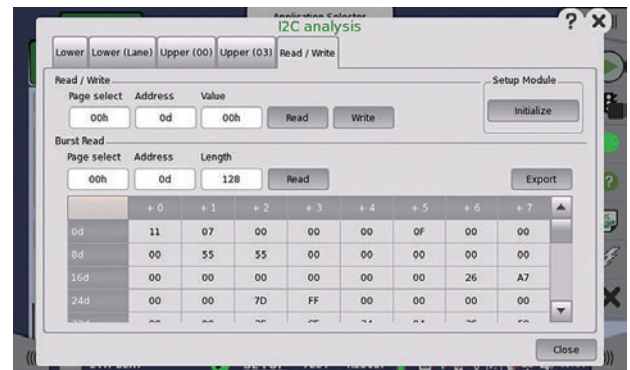 I2C analysis
? X
Lower Lower (Lane) Upper (00) Upper (03) Read / Write
Read / Write
Setup Module
Page select Address Value
00h 0d 00h Read Write Initialize
Burst Read
Page select Address Length
00h 0d 128 Read Export
+ 0 + 1 + 2 + 3 + 4 + 5 + 6 + 7
0d 11 07 00 00 00 0F 00 00
8d 00 55 55 00 00 00 00 00
16d 00 00 00 00 00 00 26 A7
24d 00 00 7D FF 00 00 00 00
Close